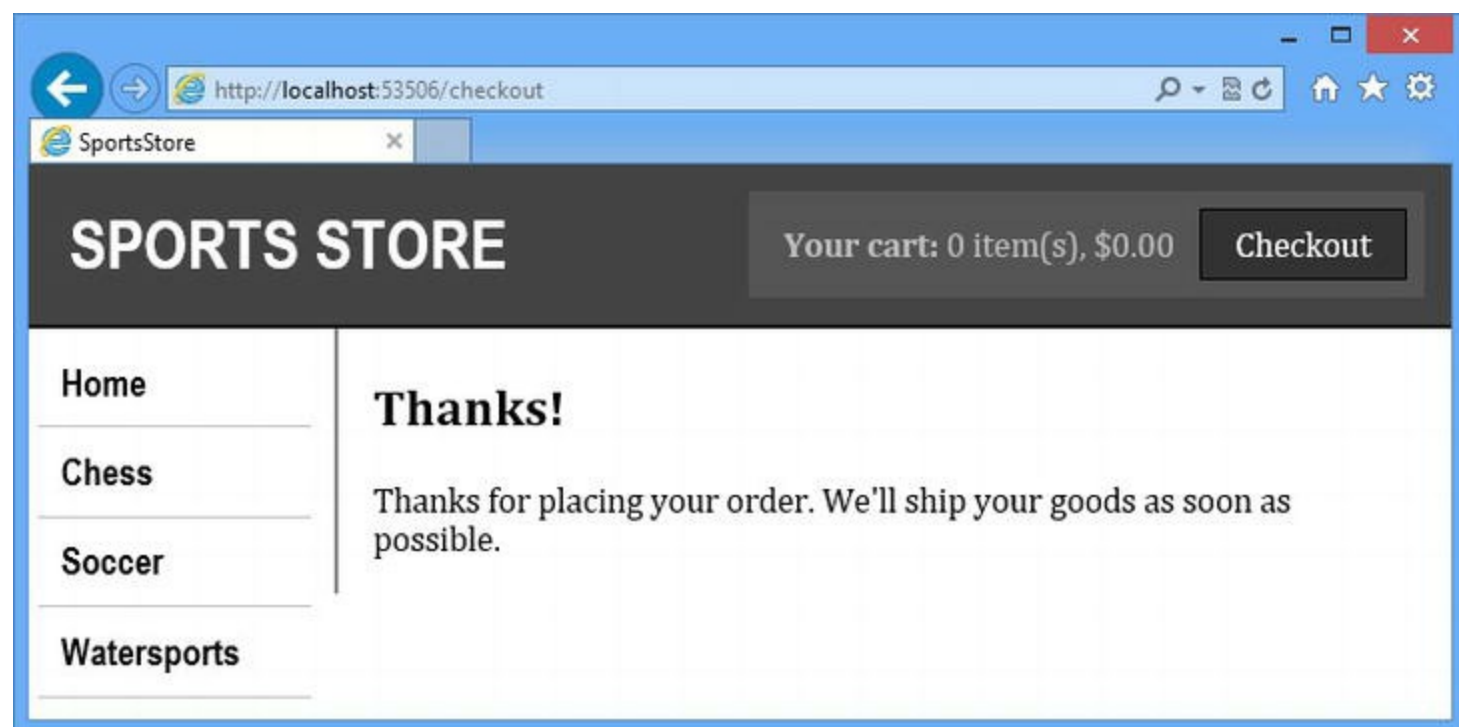 http://localhost:53506/checkout
SportsStore
SPORTS STORE
Your cart: 0 item(s), $0.00
Checkout
Home
Chess
Soccer
Watersports
Thanks!
Thanks for placing your order. We'll ship your goods as soon as
possible.